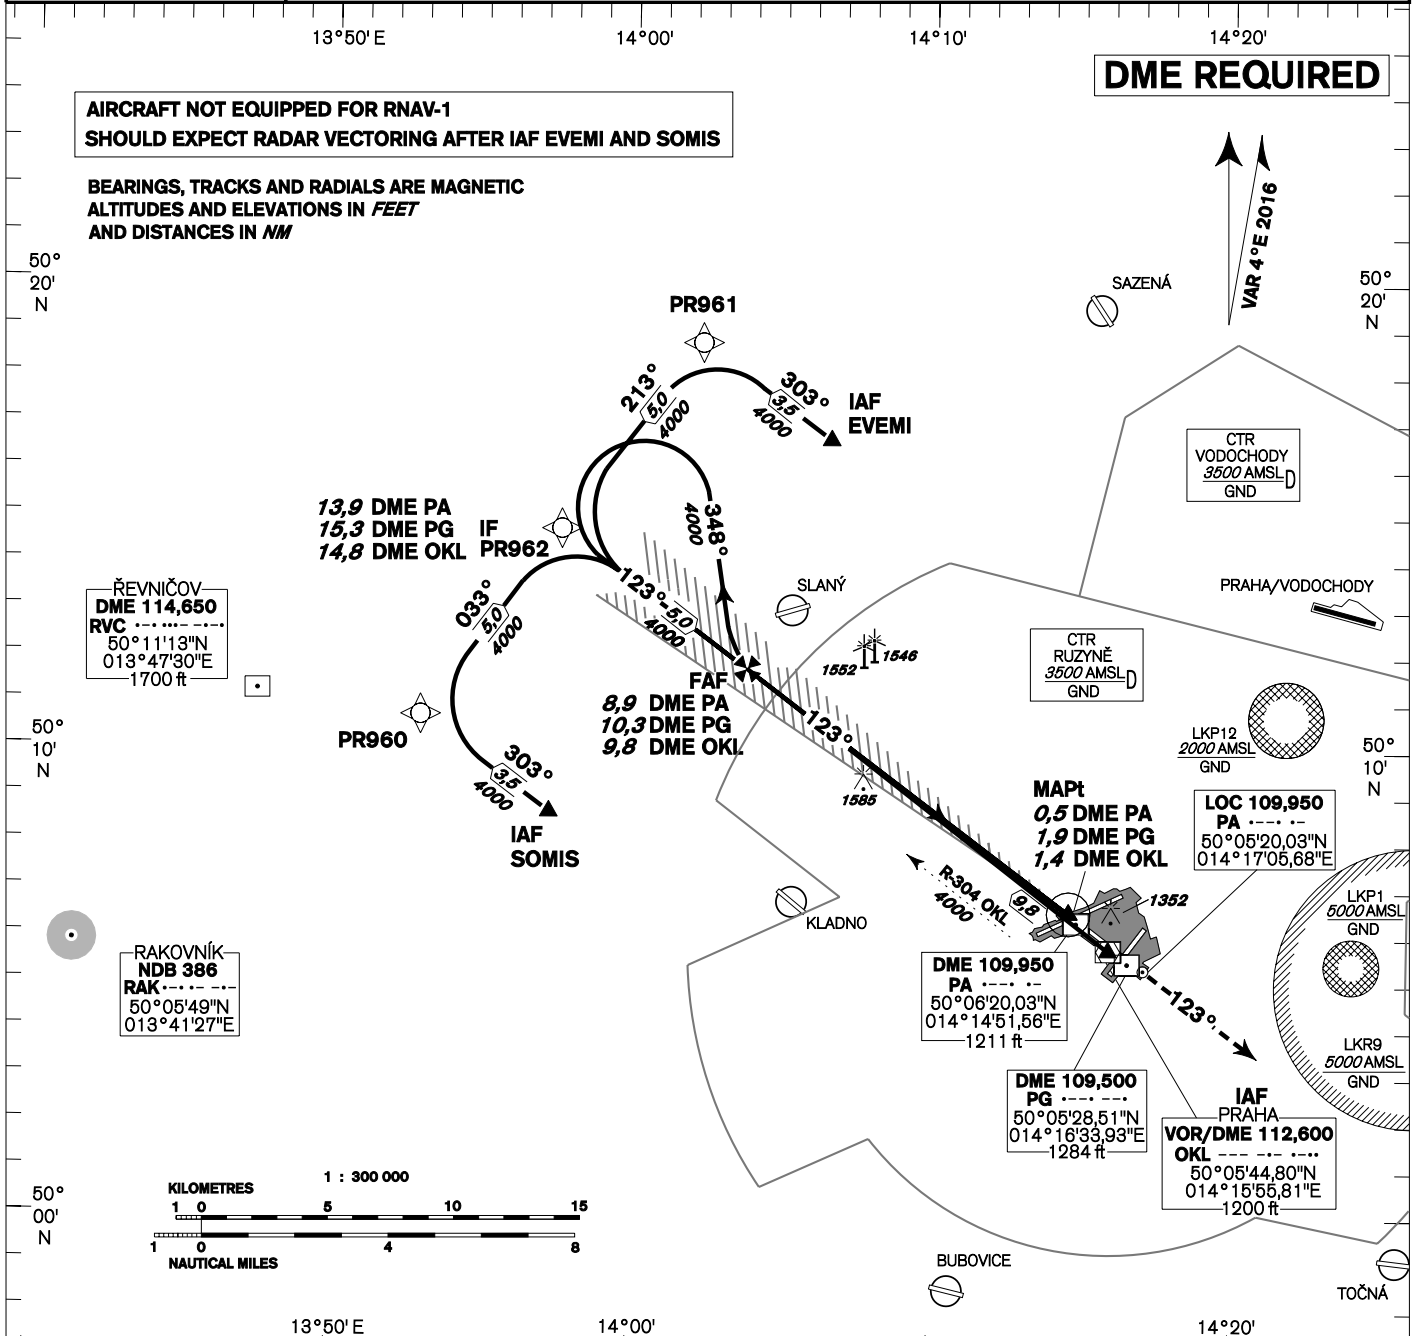 13°50' E
14°00'
14°10'
14°20'
DME REQUIRED
AIRCRAFT NOT EQUIPPED FOR RNAV-1
SHOULD EXPECT RADAR VECTORING AFTER IAF EVEMI AND SOMIS
BEARINGS, TRACKS AND RADIALS ARE MAGNETIC
ALTITUDES AND ELEVATIONS IN FEET
AND DISTANCES IN NM
VAR 4°E 2016
50°
20'
N
50°
20'
N
SAZENÁ
PR961
213°
5,0
4000
303°
3,5
4000
IAF
EVEMI
CTR
VODOCHODY
3500 AMSL D
GND
13,9 DME PA
15,3 DME PG
14,8 DME OKL
IF
PR962
348°
4000
ŘEVNIČOV
DME 114,650
RVC ·–· ···– –·–·
50°11'13"N
013°47'30"E
1700 ft
033°
5,0
4000
123°
5,0
4000
SLANÝ
PRAHA/VODOCHODY
1552
1546
CTR
RUZYNĚ
3500 AMSL D
GND
FAF
8,9 DME PA
10,3 DME PG
9,8 DME OKL
123°
PR960
303°
3,5
4000
IAF
SOMIS
50°
10'
N
50°
10'
N
LKP12
2000 AMSL
GND
1585
MAPt
0,5 DME PA
1,9 DME PG
1,4 DME OKL
LOC 109,950
PA ·––· ·–
50°05'20,03"N
014°17'05,68"E
R-304 OKL
4000
9,8
1352
KLADNO
LKP1
5000 AMSL
GND
RAKOVNÍK
NDB 386
RAK ·–· ·– –·–
50°05'49"N
013°41'27"E
DME 109,950
PA ·––· ·–
50°06'20,03"N
014°14'51,56"E
1211 ft
123°
LKR9
5000 AMSL
GND
DME 109,500
PG ·––· ––·
50°05'28,51"N
014°16'33,93"E
1284 ft
IAF
PRAHA
VOR/DME 112,600
OKL ––– –·– ·–··
50°05'44,80"N
014°15'55,81"E
1200 ft
1 : 300 000
KILOMETRES
1 0 5 10 15
1 0 4 8
NAUTICAL MILES
50°
00'
N
BUBOVICE
TOČNÁ
13°50' E
14°00'
14°20'